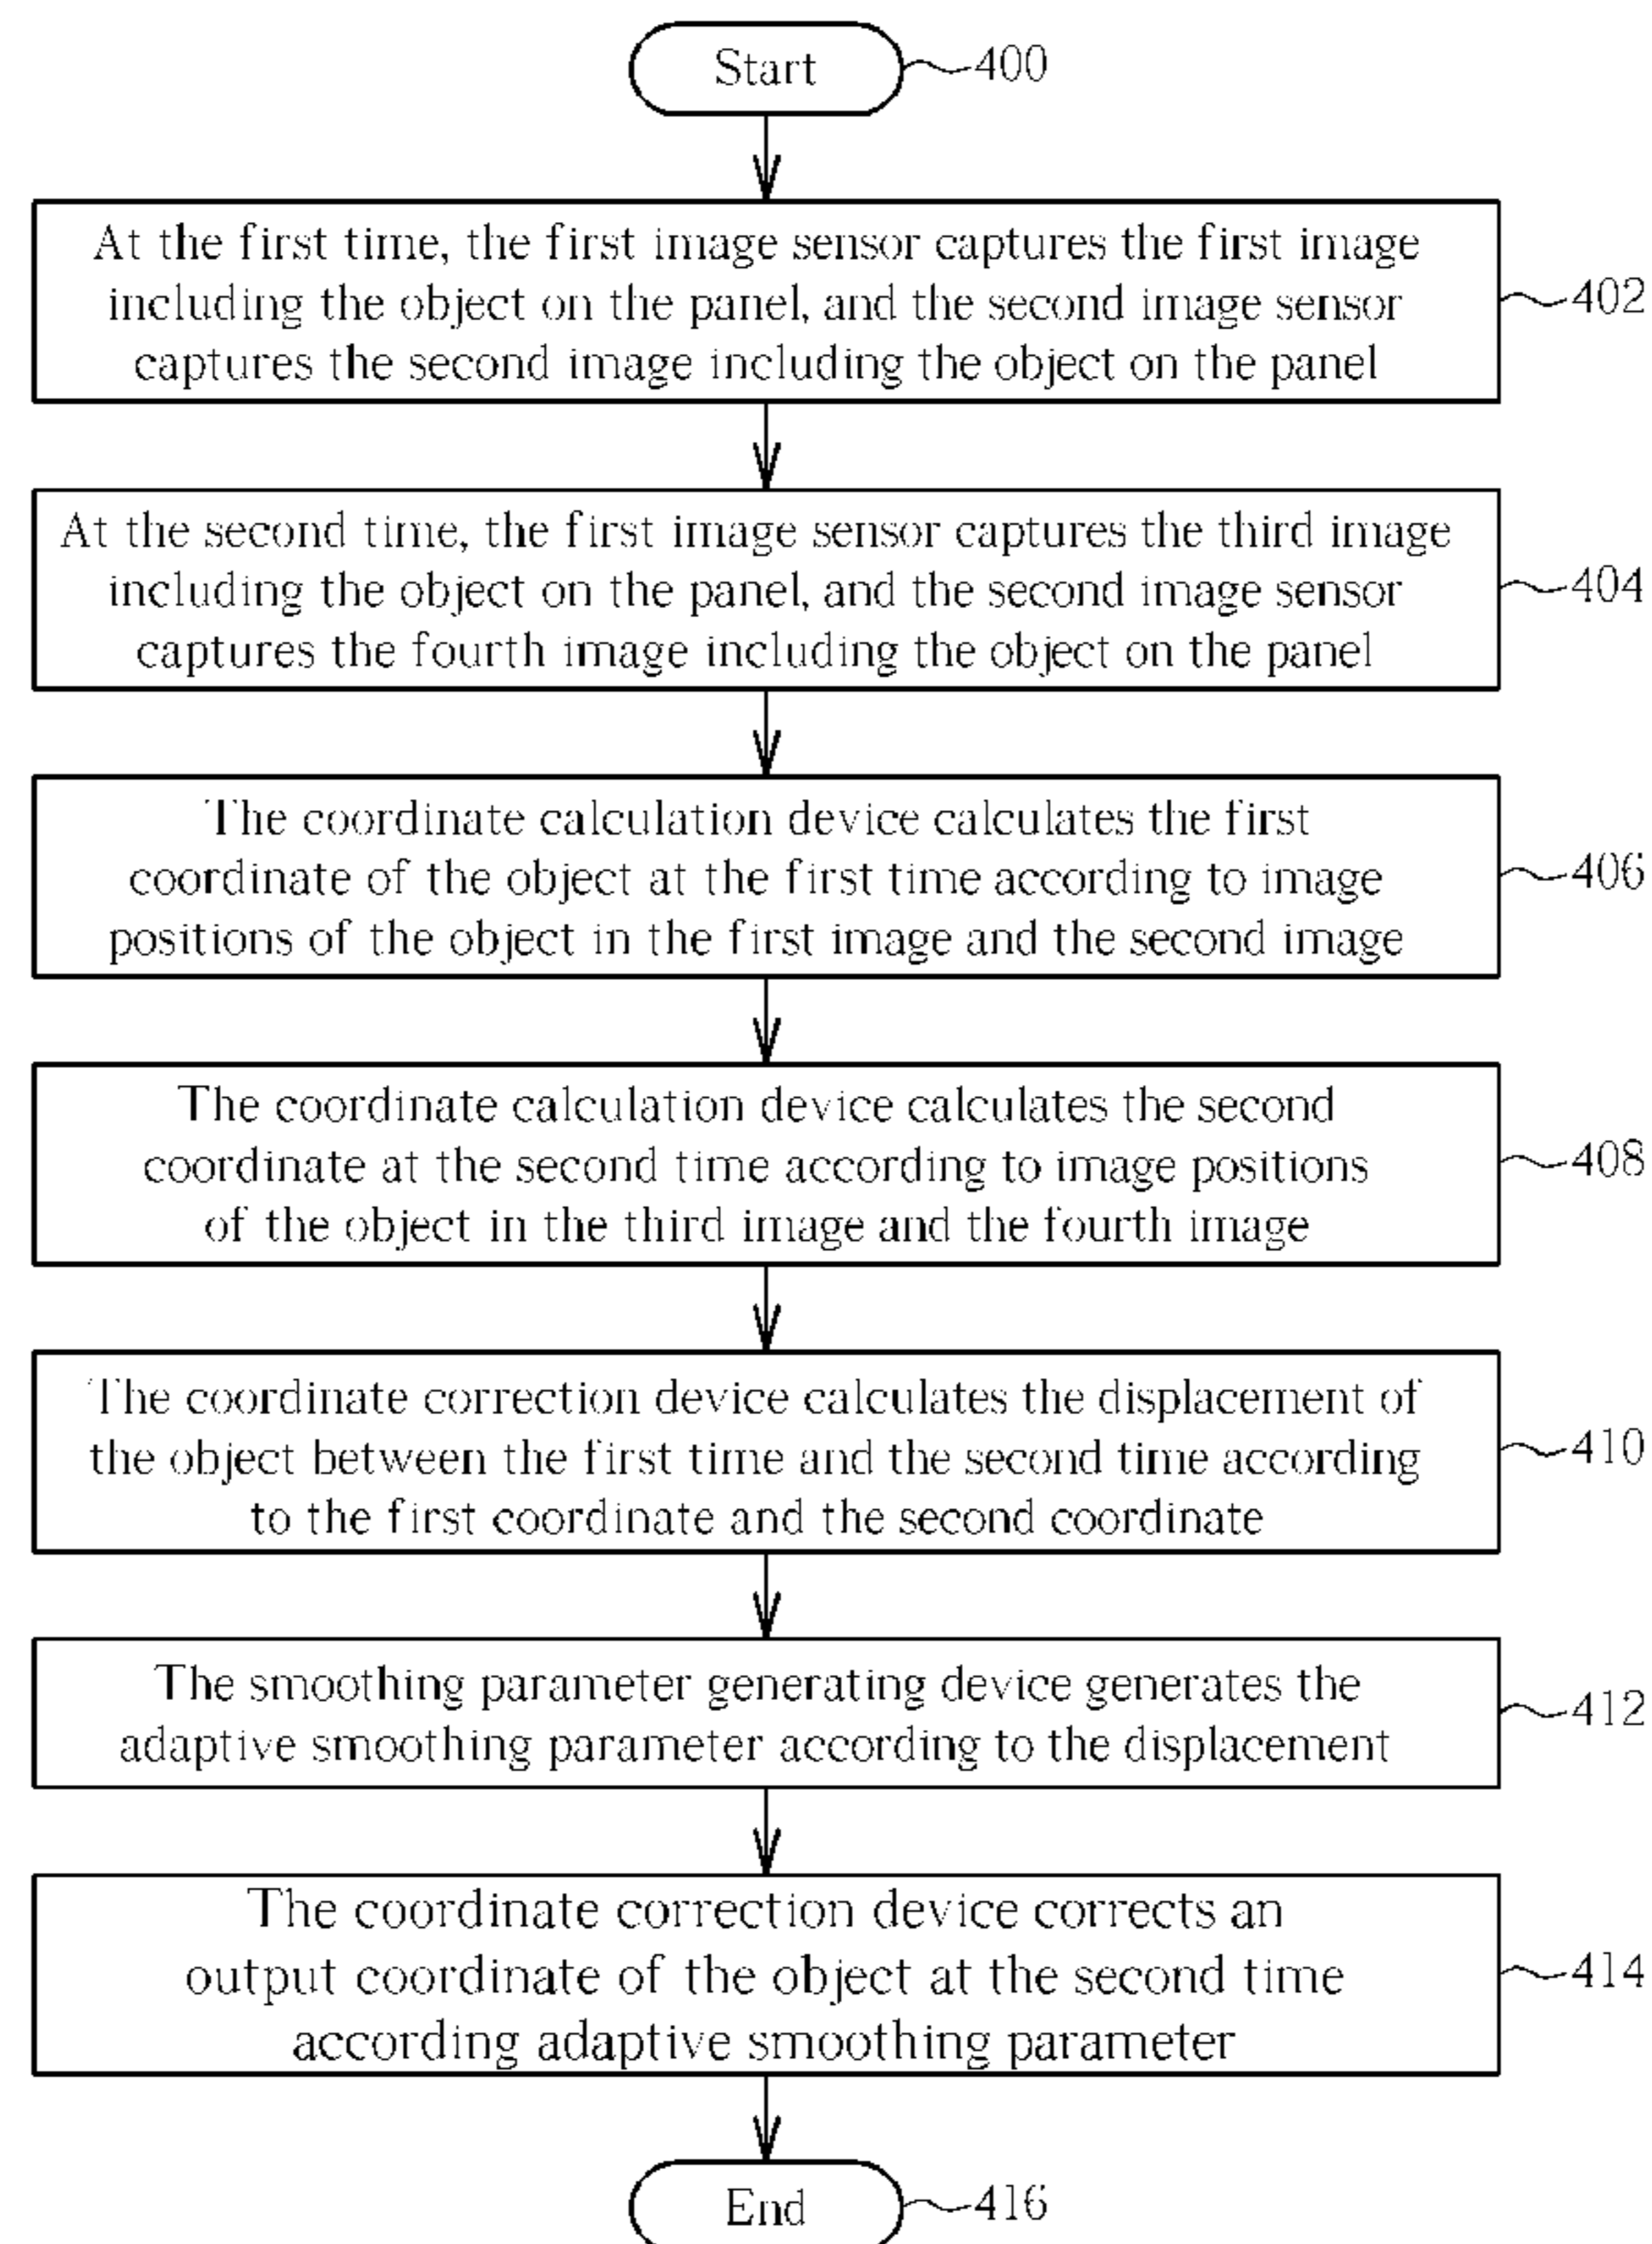 Start
400
At the first time, the first image sensor captures the first image
including the object on the panel, and the second image sensor
captures the second image including the object on the panel
402
At the second time, the first image sensor captures the third image
including the object on the panel, and the second image sensor
captures the fourth image including the object on the panel
404
The coordinate calculation device calculates the first
coordinate of the object at the first time according to image
positions of the object in the first image and the second image
406
The coordinate calculation device calculates the second
coordinate at the second time according to image positions
of the object in the third image and the fourth image
408
The coordinate correction device calculates the displacement of
the object between the first time and the second time according
to the first coordinate and the second coordinate
410
The smoothing parameter generating device generates the
adaptive smoothing parameter according to the displacement
412
The coordinate correction device corrects an
output coordinate of the object at the second time
according adaptive smoothing parameter
414
End
416